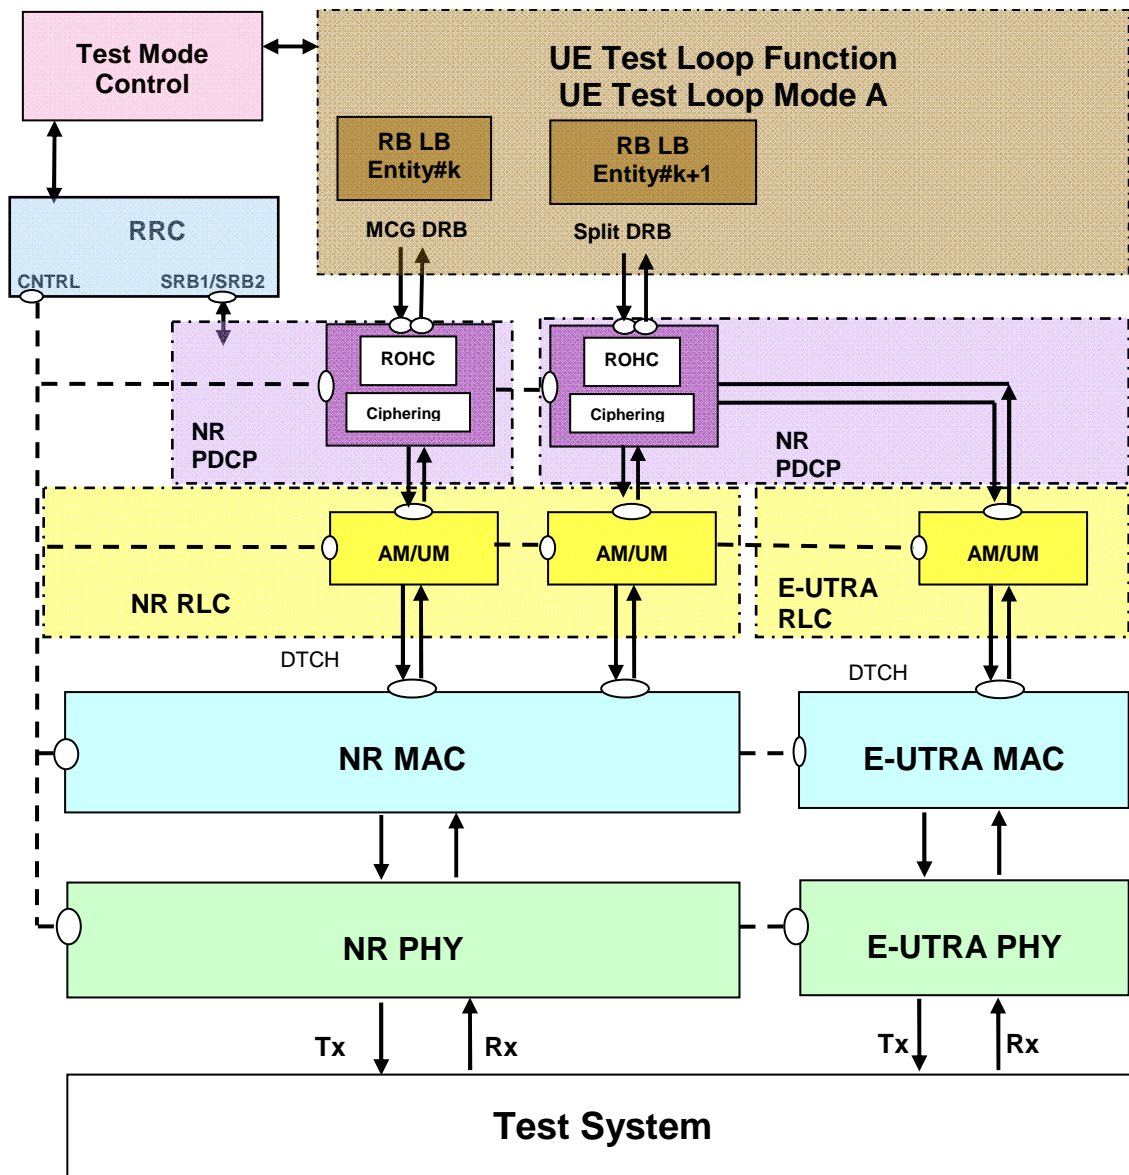 Test Mode
Control
UE Test Loop Function
UE Test Loop Mode A
RB LB
Entity#k
RB LB
Entity#k+1
MCG DRB
Split DRB
RRC
CNTRL
SRB1/SRB2
ROHC
Ciphering
ROHC
Ciphering
NR
PDCP
NR
PDCP
AM/UM
AM/UM
AM/UM
NR RLC
E-UTRA
RLC
DTCH
DTCH
NR MAC
E-UTRA MAC
NR PHY
E-UTRA PHY
Tx
Rx
Tx
Rx
Test System